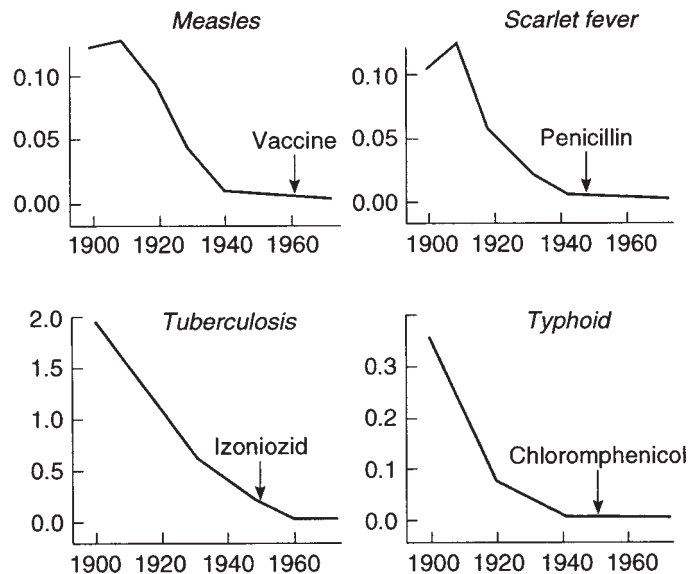 Measles
0.10
0.05
0.00
Vaccine
1900 1920 1940 1960
Scarlet fever
0.10
0.05
0.00
Penicillin
1900 1920 1940 1960
Tuberculosis
2.0
1.5
1.0
0.5
0.0
Izoniozid
1900 1920 1940 1960
Typhoid
0.3
0.2
0.1
0.0
Chloromphenicol
1900 1920 1940 1960